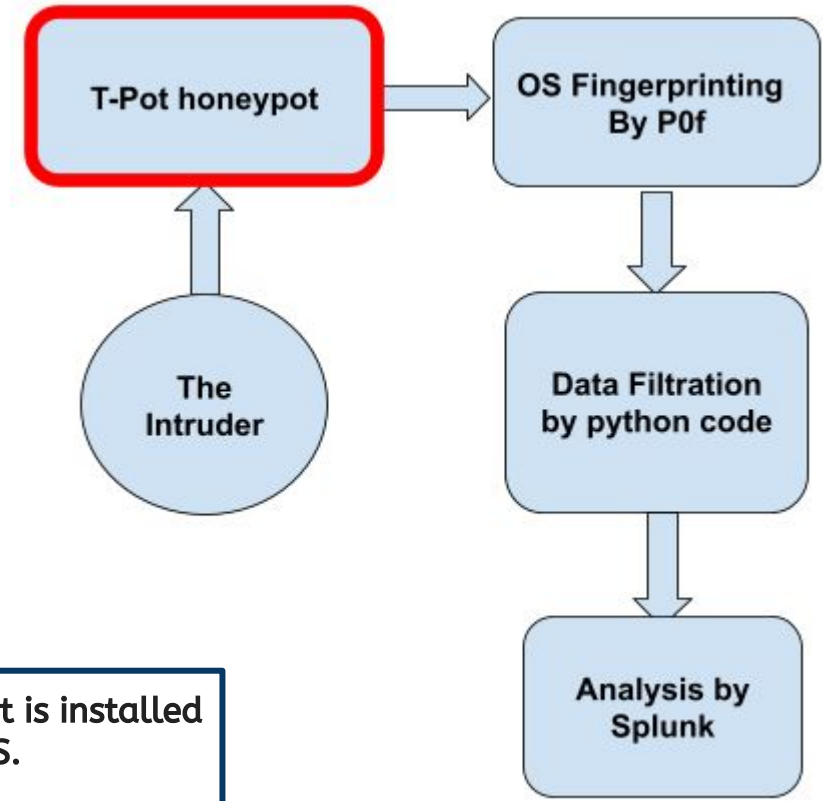 T-Pot honeypot
OS Fingerprinting
By P0f
The
Intruder
Data Filtration
by python code
Analysis by
Splunk
t is installed
S.